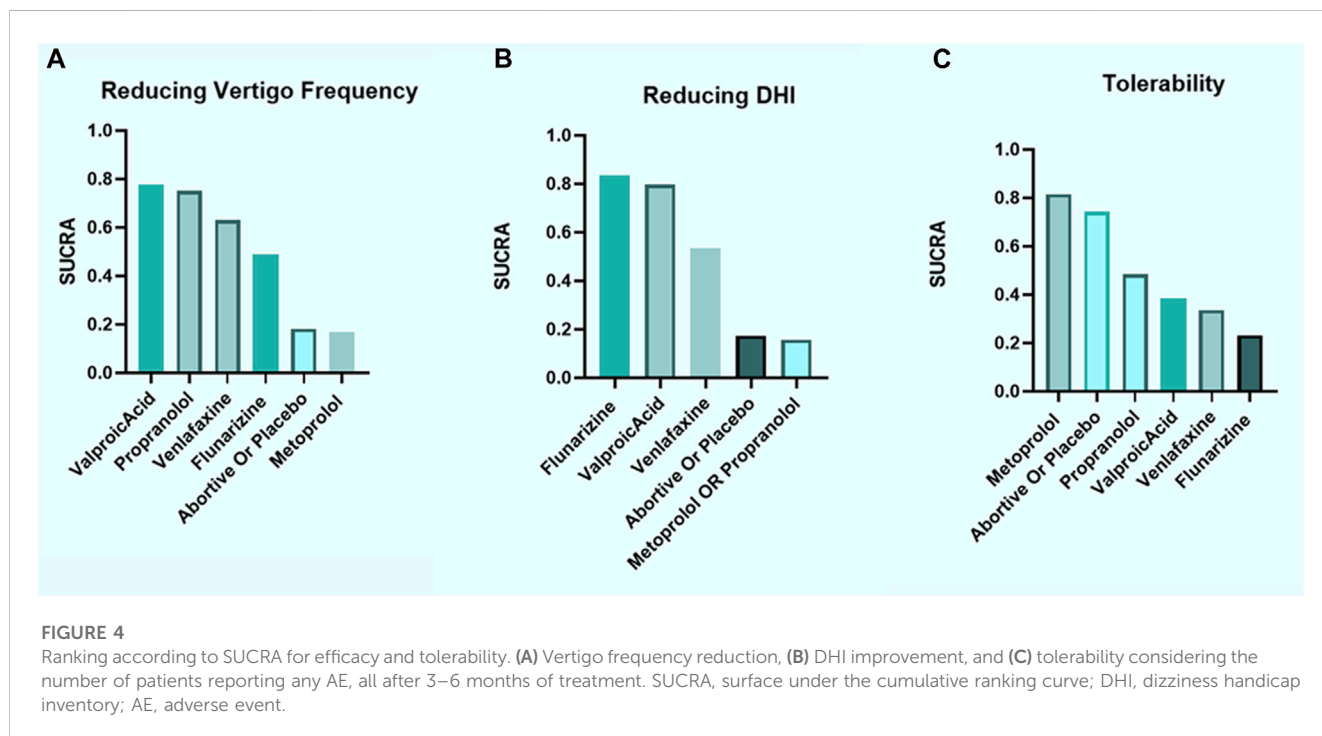 A
Reducing Vertigo Frequency
SUCRA
1.0
0.8
0.6
0.4
0.2
0.0
ValproicAcid
Propranolol
Venlafaxine
Flunarizine
Abortive Or Placebo
Metoprolol
B
Reducing DHI
SUCRA
1.0
0.8
0.6
0.4
0.2
0.0
Flunarizine
ValproicAcid
Venlafaxine
Abortive Or Placebo
Metoprolol OR Propranolol
C
Tolerability
SUCRA
1.0
0.8
0.6
0.4
0.2
0.0
Metoprolol
Abortive Or Placebo
Propranolol
ValproicAcid
Venlafaxine
Flunarizine
FIGURE 4
Ranking according to SUCRA for efficacy and tolerability. (A) Vertigo frequency reduction, (B) DHI improvement, and (C) tolerability considering the
number of patients reporting any AE, all after 3–6 months of treatment. SUCRA, surface under the cumulative ranking curve; DHI, dizziness handicap
inventory; AE, adverse event.